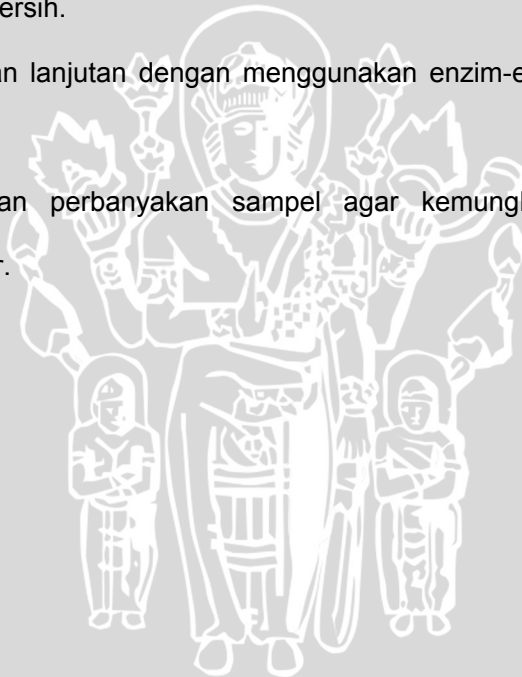 ersih.
an lanjutan dengan menggunakan enzim-e
an perbanyakan sampel agar kemungk
r.